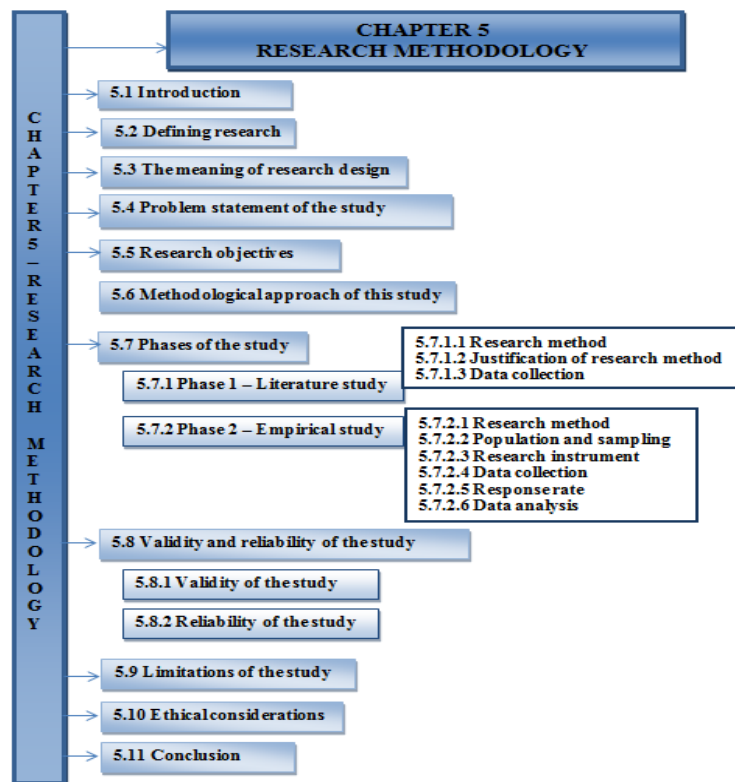 CHAPTER 5
RESEARCH METHODOLOGY
CHAPTER 5 – RESEARCH METHODOLOGY
5.1 Introduction
5.2 Defining research
5.3 The meaning of research design
5.4 Problem statement of the study
5.5 Research objectives
5.6 Methodological approach of this study
5.7 Phases of the study
5.7.1 Phase 1 – Literature study
5.7.1.1 Research method
5.7.1.2 Justification of research method
5.7.1.3 Data collection
5.7.2 Phase 2 – Empirical study
5.7.2.1 Research method
5.7.2.2 Population and sampling
5.7.2.3 Research instrument
5.7.2.4 Data collection
5.7.2.5 Response rate
5.7.2.6 Data analysis
5.8 Validity and reliability of the study
5.8.1 Validity of the study
5.8.2 Reliability of the study
5.9 Limitations of the study
5.10 Ethical considerations
5.11 Conclusion